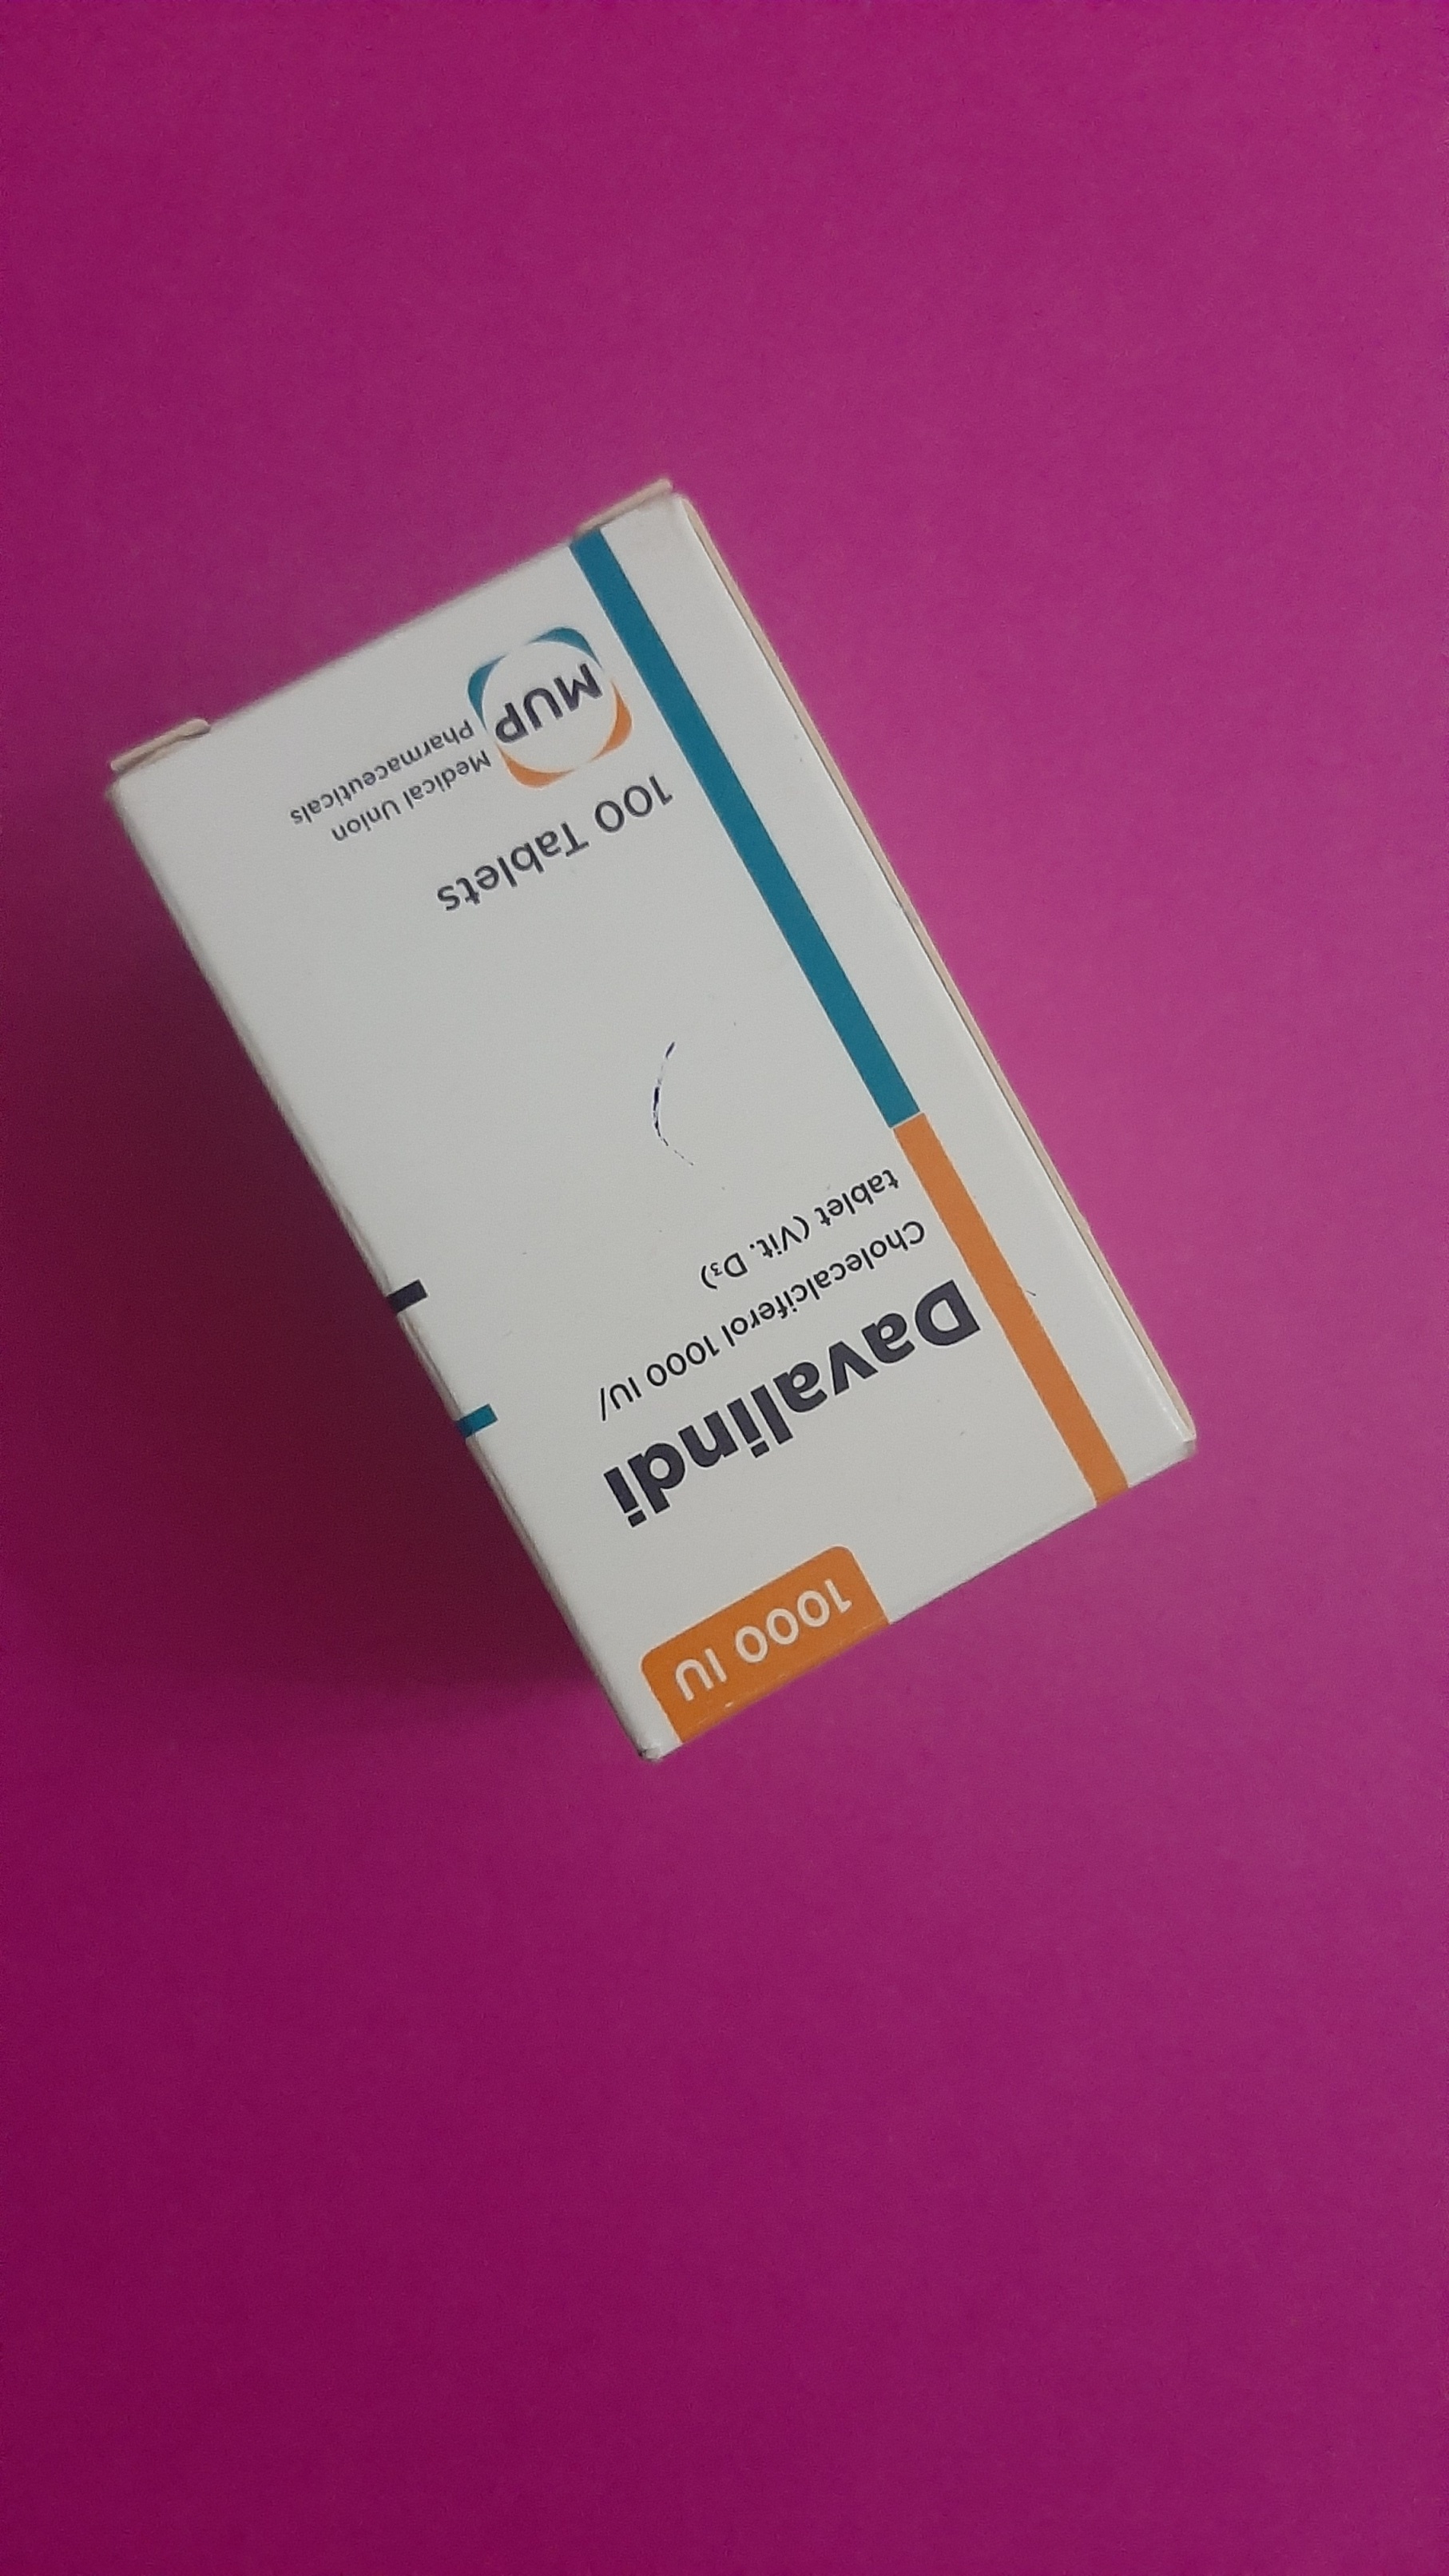 1000 IU
Davalindi
Cholecalciferol 1000 IU/
tablet (Vit. D₃)
100 Tablets
MUP
Medical Union
Pharmaceuticals